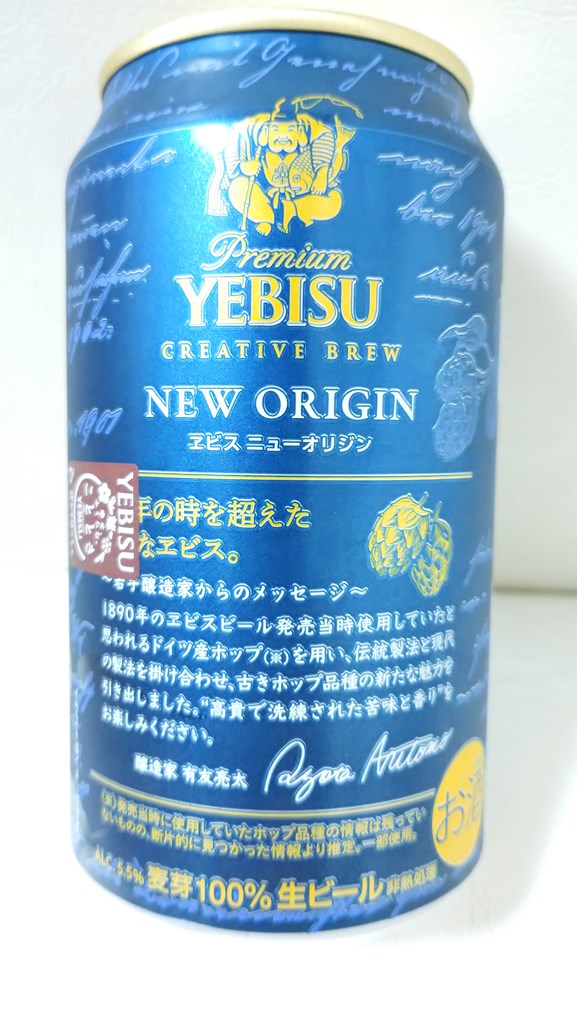 Premium
YEBISU
CREATIVE BREW
NEW ORIGIN
ヱビス ニューオリジン
年の時を超えた
なヱビス。
YEBISU
～若手醸造家からのメッセージ～
1890年のヱビスビール発売当時使用していたと
思われるドイツ産ホップ(※)を用い、伝統製法と現代
の製法を掛け合わせ、古きホップ品種の新たな魅力を
引き出しました。“高貴で洗練された苦味と香り”を
お楽しみください。
醸造家 有友亮太
お酒
(※)発売当時に使用していたホップ品種の情報は残ってい
ないものの、断片的に見つかった情報より推定。一部使用。
ALC. 5.5% 麦芽100% 生ビール 非熱処理